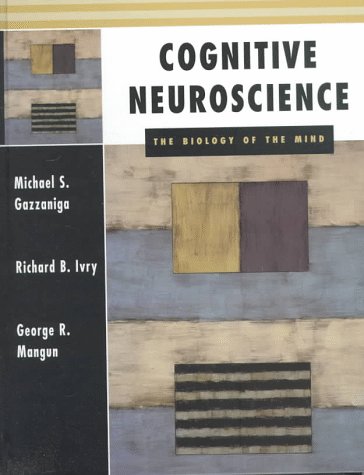 COGNITIVE
NEUROSCIENCE
THE BIOLOGY OF THE MIND
Michael S.
Gazzaniga
Richard B. Ivry
George R.
Mangun